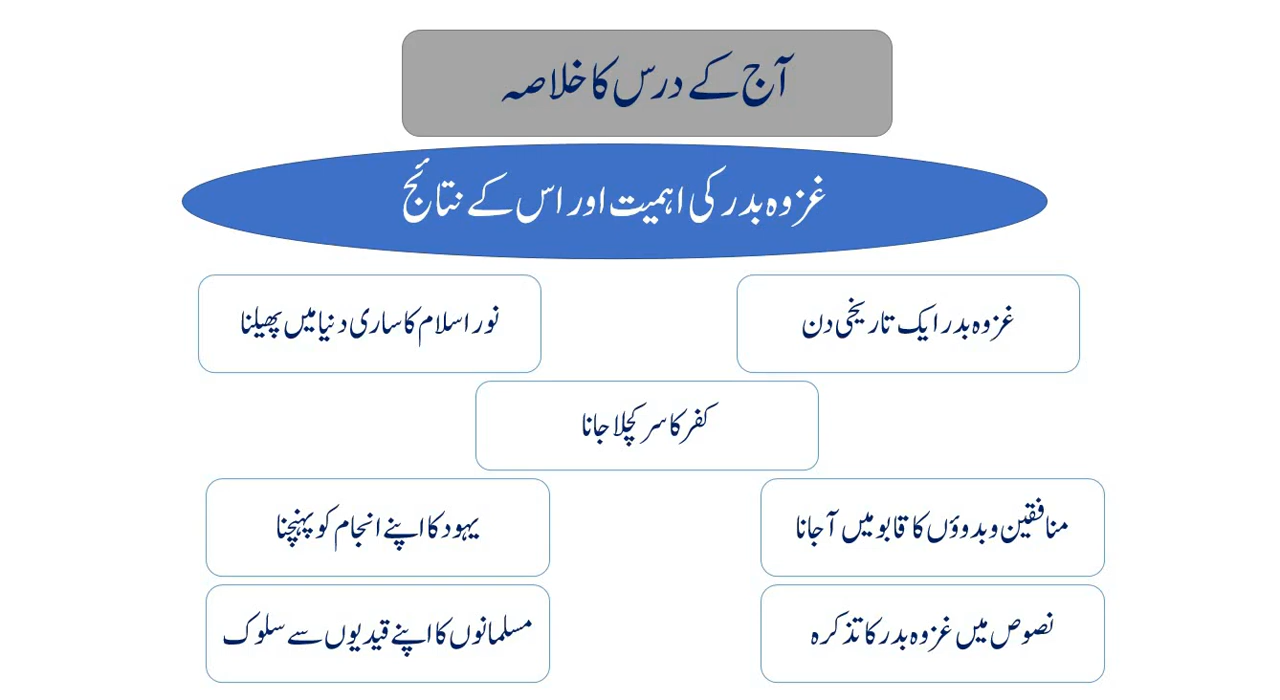 آج کے درس کا خلاصہ
غزوہ بدر کی اہمیت اور اس کے نتائج
غزوہ بدر ایک تاریخی دن
نور اسلام کا ساری دنیا میں پھیلنا
کفر کا سر کچلا جانا
منافقین و بدوؤں کا قابو میں آجانا
یہود کا اپنے انجام کو پہنچنا
نصوص میں غزوہ بدر کا تذکرہ
مسلمانوں کا اپنے قیدیوں سے سلوک